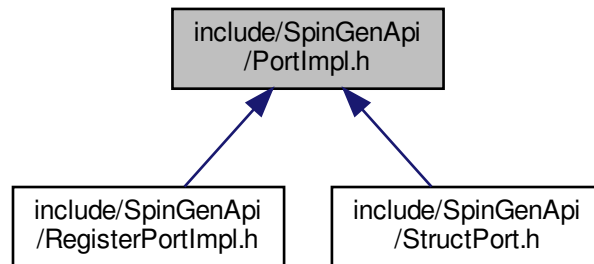 include/SpinGenApi
/PortImpl.h
include/SpinGenApi
/RegisterPortImpl.h
include/SpinGenApi
/StructPort.h